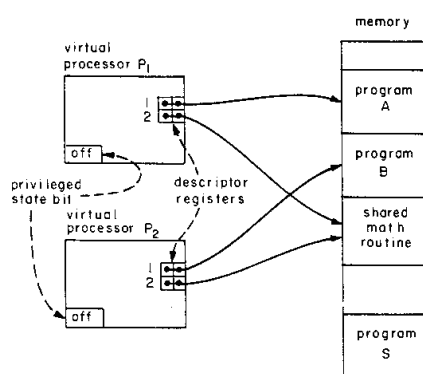 memory
virtual
processor P1
1
2
program
A
off
program
B
privileged
state bit
descriptor
registers
shared
math
routine
virtual
processor P2
1
2
off
program
S